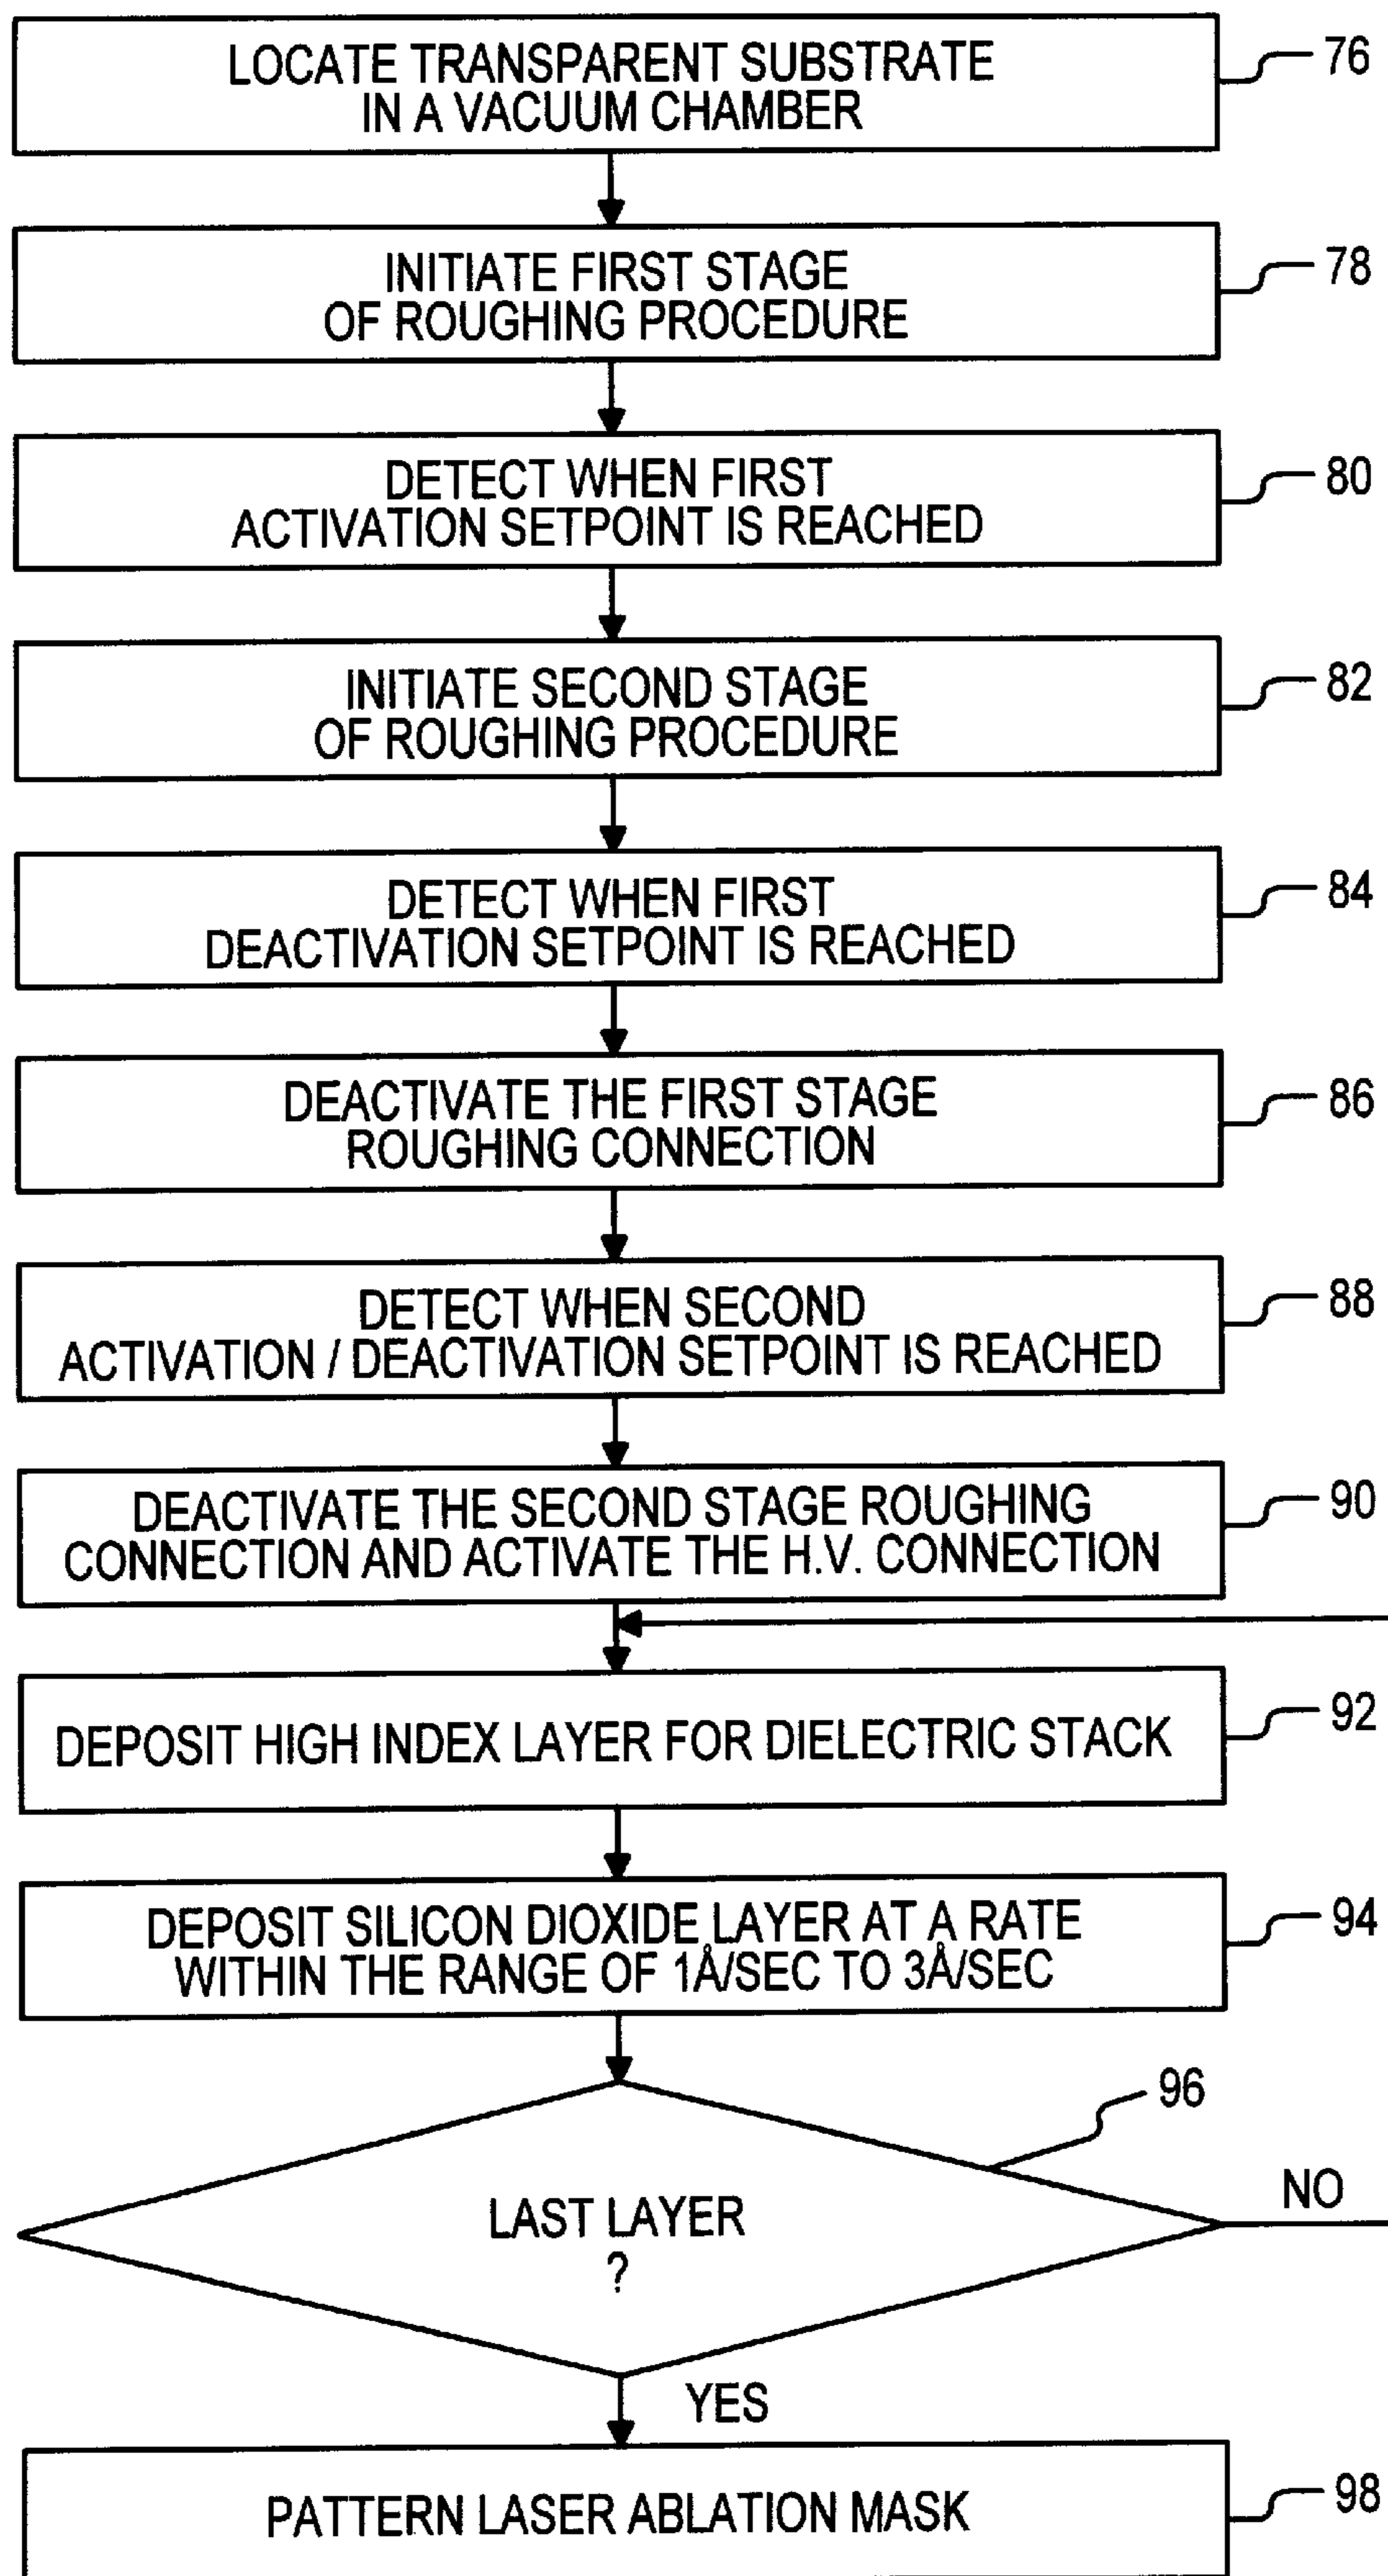 LOCATE TRANSPARENT SUBSTRATE
IN A VACUUM CHAMBER
76
INITIATE FIRST STAGE
OF ROUGHING PROCEDURE
78
DETECT WHEN FIRST
ACTIVATION SETPOINT IS REACHED
80
INITIATE SECOND STAGE
OF ROUGHING PROCEDURE
82
DETECT WHEN FIRST
DEACTIVATION SETPOINT IS REACHED
84
DEACTIVATE THE FIRST STAGE
ROUGHING CONNECTION
86
DETECT WHEN SECOND
ACTIVATION / DEACTIVATION SETPOINT IS REACHED
88
DEACTIVATE THE SECOND STAGE ROUGHING
CONNECTION AND ACTIVATE THE H.V. CONNECTION
90
DEPOSIT HIGH INDEX LAYER FOR DIELECTRIC STACK
92
DEPOSIT SILICON DIOXIDE LAYER AT A RATE
WITHIN THE RANGE OF 1Å/SEC TO 3Å/SEC
94
96
LAST LAYER
?
NO
YES
PATTERN LASER ABLATION MASK
98